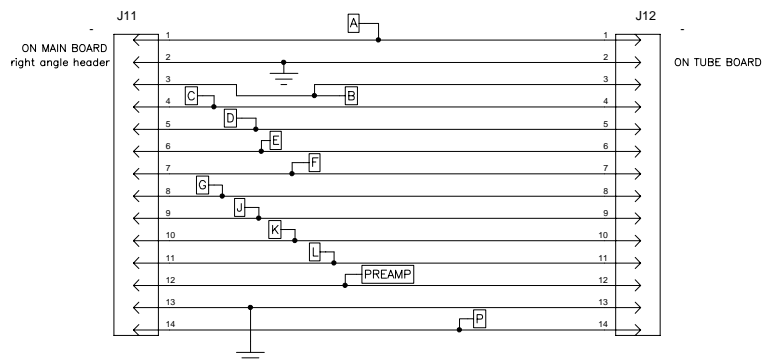 J11
J12
-
-
A
1
1
ON MAIN BOARD
right angle header
2
2
ON TUBE BOARD
3
3
C
B
4
4
D
5
5
E
6
6
F
7
7
G
8
8
J
9
9
K
10
10
L
11
11
PREAMP
12
12
13
13
P
14
14